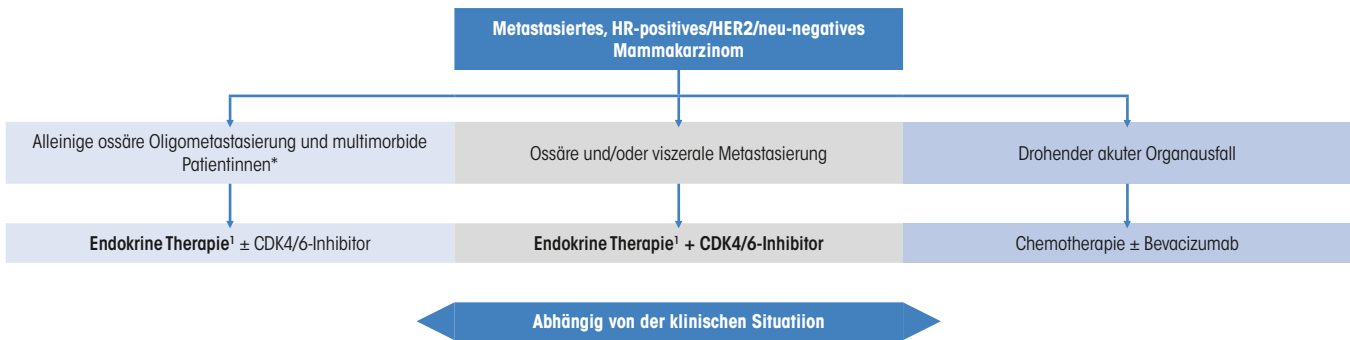 Metastasiertes, HR-positives/HER2/neu-negatives
Mammakarzinom
Alleinige ossäre Oligometastasierung und multimorbide
Patientinnen*
Ossäre und/oder viszerale Metastasierung
Drohender akuter Organausfall
Endokrine Therapie¹ ± CDK4/6-Inhibitor
Endokrine Therapie¹ + CDK4/6-Inhibitor
Chemotherapie ± Bevacizumab
Abhängig von der klinischen Situatiion